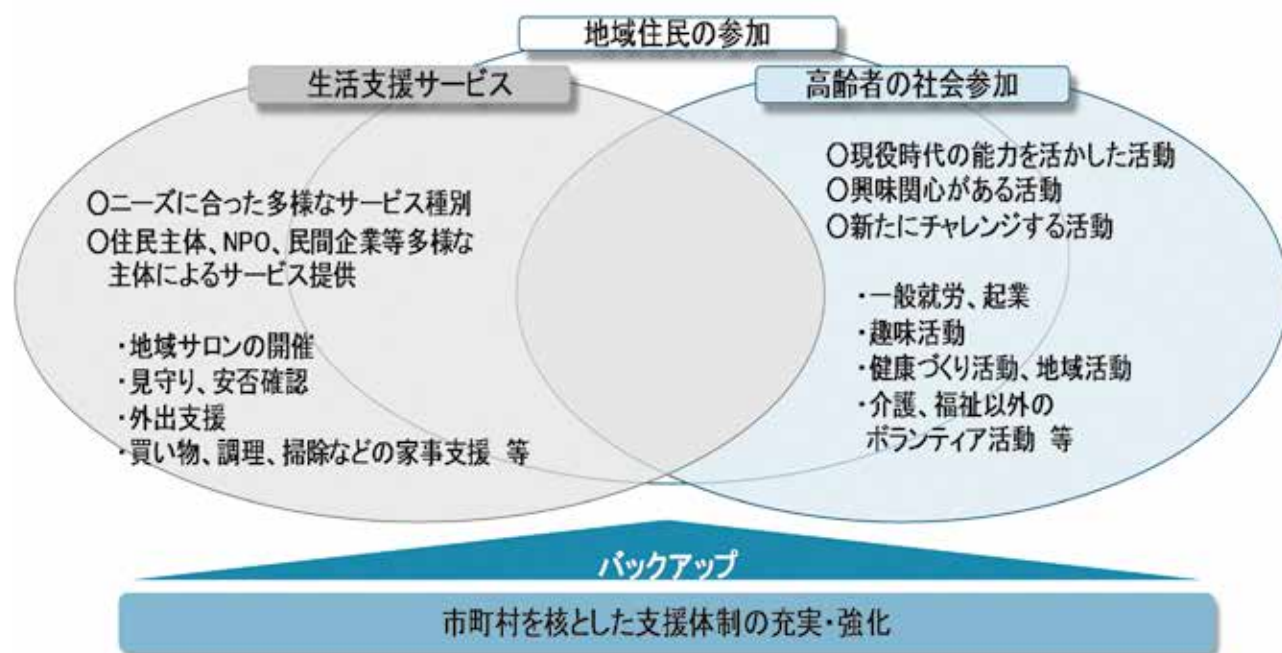 地域住民の参加
生活支援サービス
○ニーズに合った多様なサービス種別
○住民主体、NPO、民間企業等多様な
主体によるサービス提供
・地域サロンの開催
・見守り、安否確認
・外出支援
・買い物、調理、掃除などの家事支援 等
高齢者の社会参加
○現役時代の能力を活かした活動
○興味関心がある活動
○新たにチャレンジする活動
・一般就労、起業
・趣味活動
・健康づくり活動、地域活動
・介護、福祉以外の
ボランティア活動 等
バックアップ
市町村を核とした支援体制の充実・強化